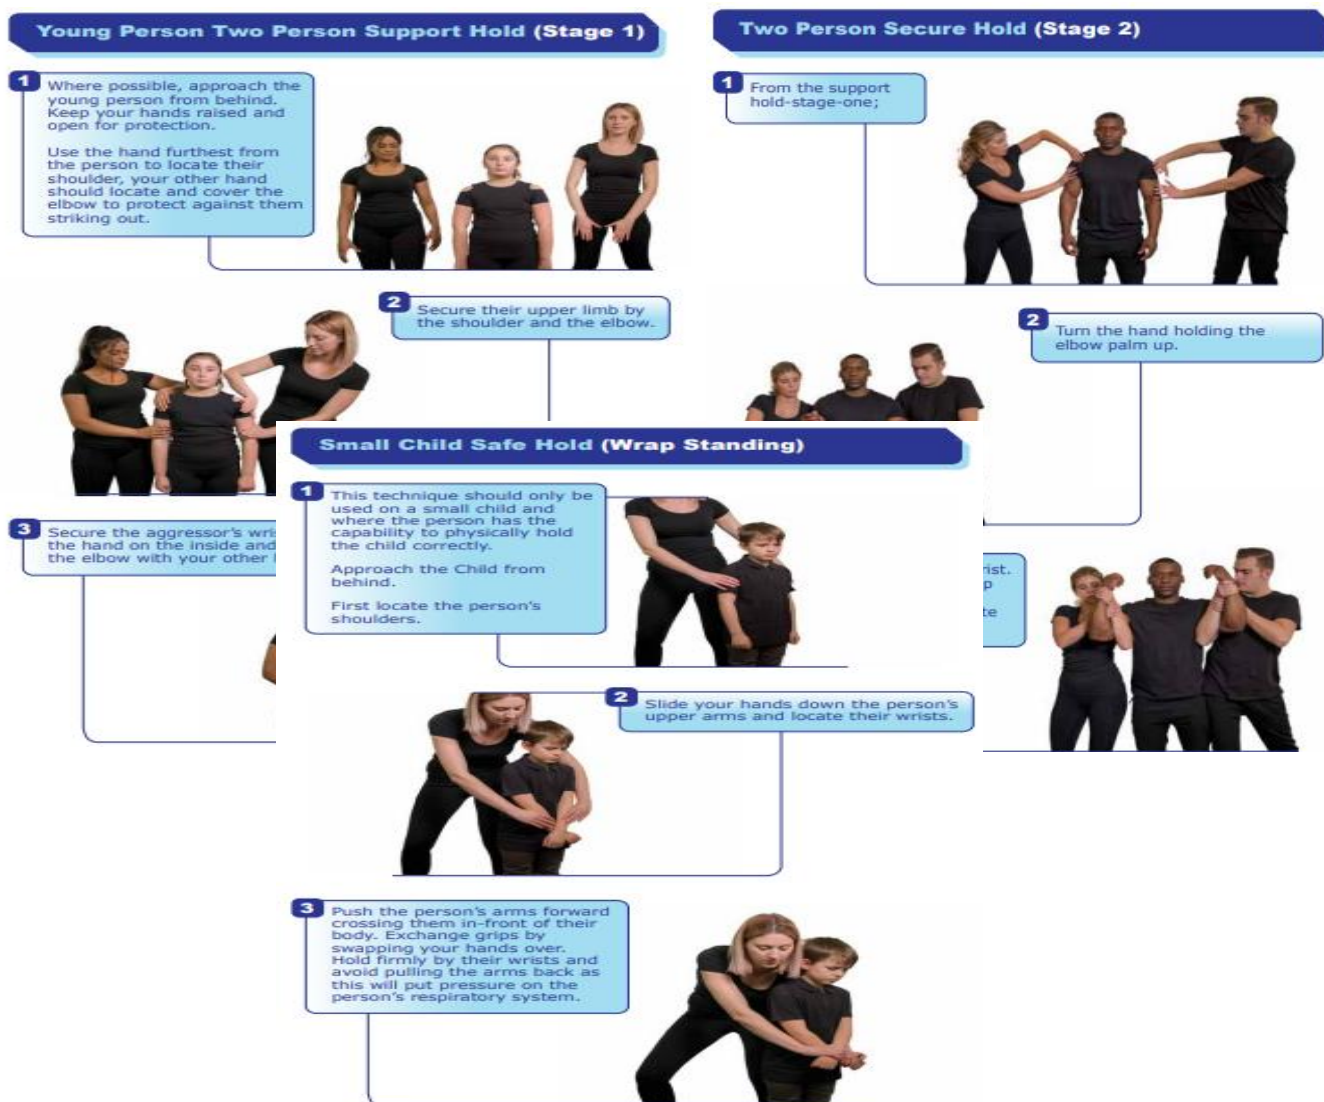 Young Person Two Person Support Hold (Stage 1)
1
Where possible, approach the
young person from behind.
Keep your hands raised and
open for protection.
Use the hand furthest from
the person to locate their
shoulder, your other hand
should locate and cover the
elbow to protect against them
striking out.
2
Secure their upper limb by
the shoulder and the elbow.
3
Secure the aggressor's
the hand on the inside and
the elbow with your other
Two Person Secure Hold (Stage 2)
1
From the support
hold-stage-one;
2
Turn the hand holding the
elbow palm up.
Small Child Safe Hold (Wrap Standing)
1
This technique should only be
used on a small child and
where the person has the
capability to physically hold
the child correctly.
Approach the Child from
behind.
First locate the person's
shoulders.
2
Slide your hands down the person's
upper arms and locate their wrists.
3
Push the person's arms forward
crossing them in-front of their
body. Exchange grips by
swapping your hands over.
Hold firmly by their wrists and
avoid pulling the arms back as
this will put pressure on the
person's respiratory system.